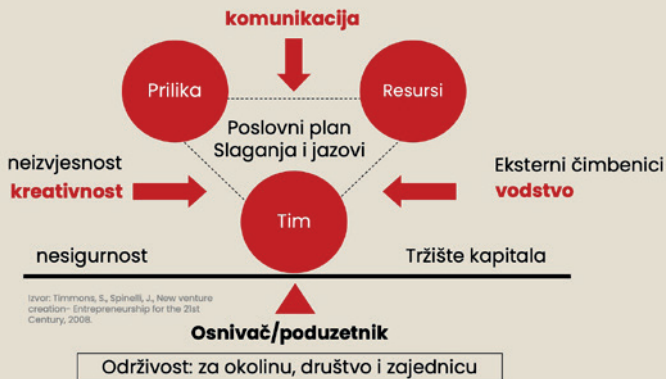 komunikacija
Prilika
Resursi
Poslovni plan
Slaganja i jazovi
neizvjesnost
kreativnost
Eksterni čimbenici
vodstvo
Tim
nesigurnost
Tržište kapitala
Izvor: Timmons, S., Spinelli, J., New venture
creation- Entrepreneurship for the 21st
Century, 2008.
Osnivač/poduzetnik
Održivost: za okolinu, društvo i zajednicu